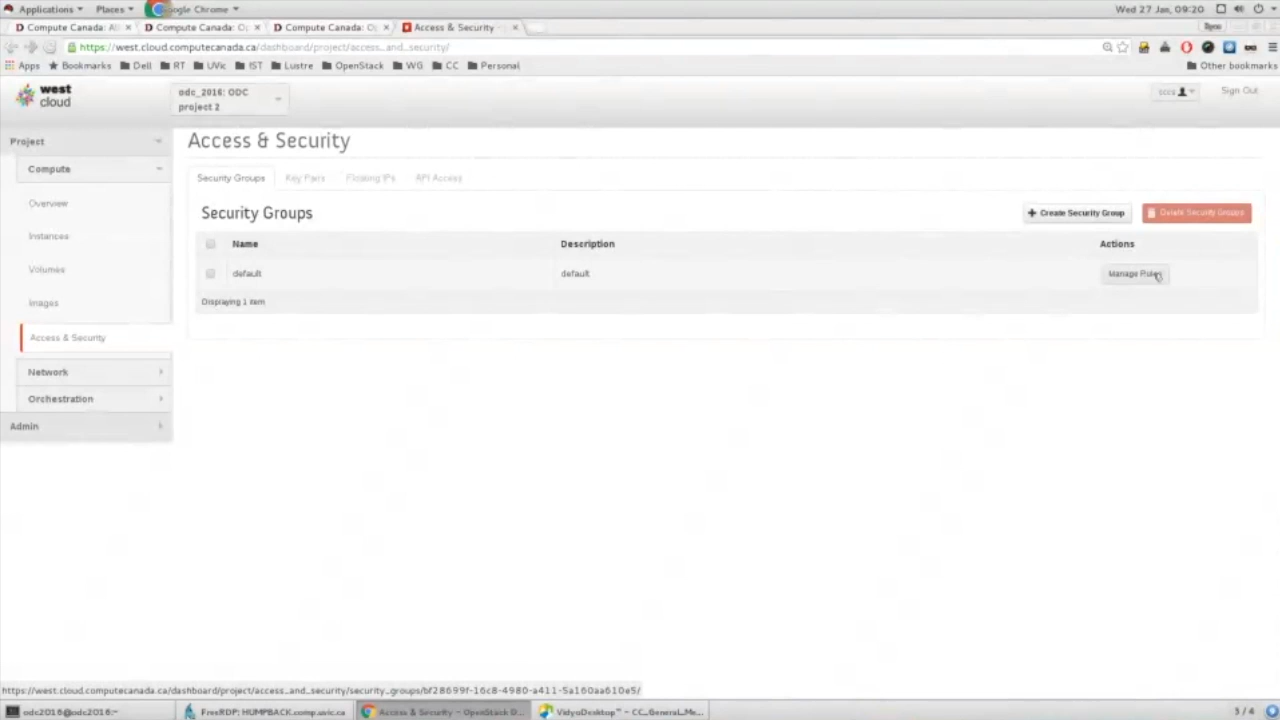 Applications Places Google Chrome Wed 27 Jan, 09:20
Compute Canada: Compute Canada: Compute Canada: Access & Security
https://west.cloud.computecanada.ca/dashboard/project/access_and_security/
Apps Bookmarks Dell RT UVic IST Lustre OpenStack WG CC Personal Other bookmarks
west
cloud
odc_2016: ODC
project 2
Sign Out
Project
Access & Security
Compute
Security Groups Key Pairs Floating IPs API Access
Overview
Security Groups + Create Security Group Delete Security Groups
Instances
Name Description Actions
Volumes
default default Manage Rules
Images
Displaying 1 item
Access & Security
Network
Orchestration
Admin
https://west.cloud.computecanada.ca/dashboard/project/access_and_security/security_groups/bf28699f-16c8-4980-a411-5a160aa610e5/
odc2016@odc2016:~ FreeRDP: HUMPBACK.comp.uvic.ca Access & Security - OpenStack D... VidyoDesktop™ - CC_General_Me... 3 / 4